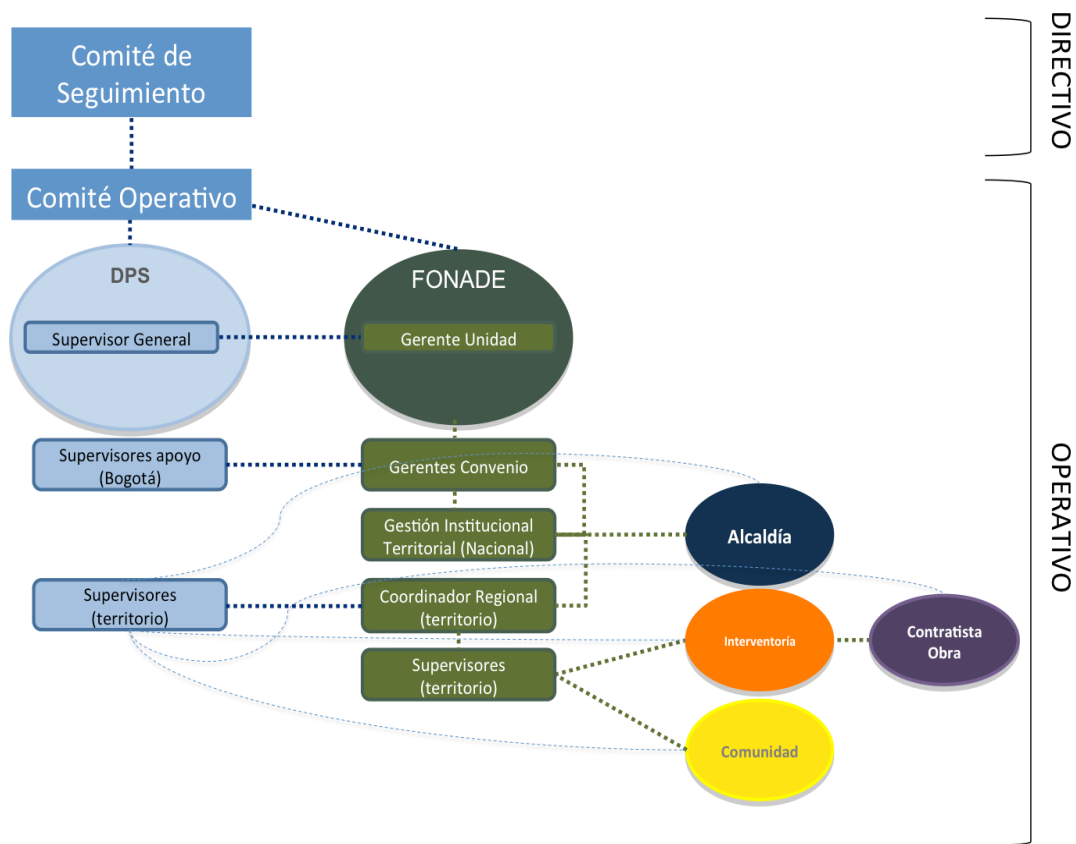 DIRECTIVO
Comité de
Seguimiento
Comité Operativo
OPERATIVO
DPS
FONADE
Supervisor General
Gerente Unidad
Supervisores apoyo
(Bogotá)
Gerentes Convenio
Gestión Institucional
Territorial (Nacional)
Alcaldía
Supervisores
(territorio)
Coordinador Regional
(territorio)
Interventoría
Contratista
Obra
Supervisores
(territorio)
Comunidad